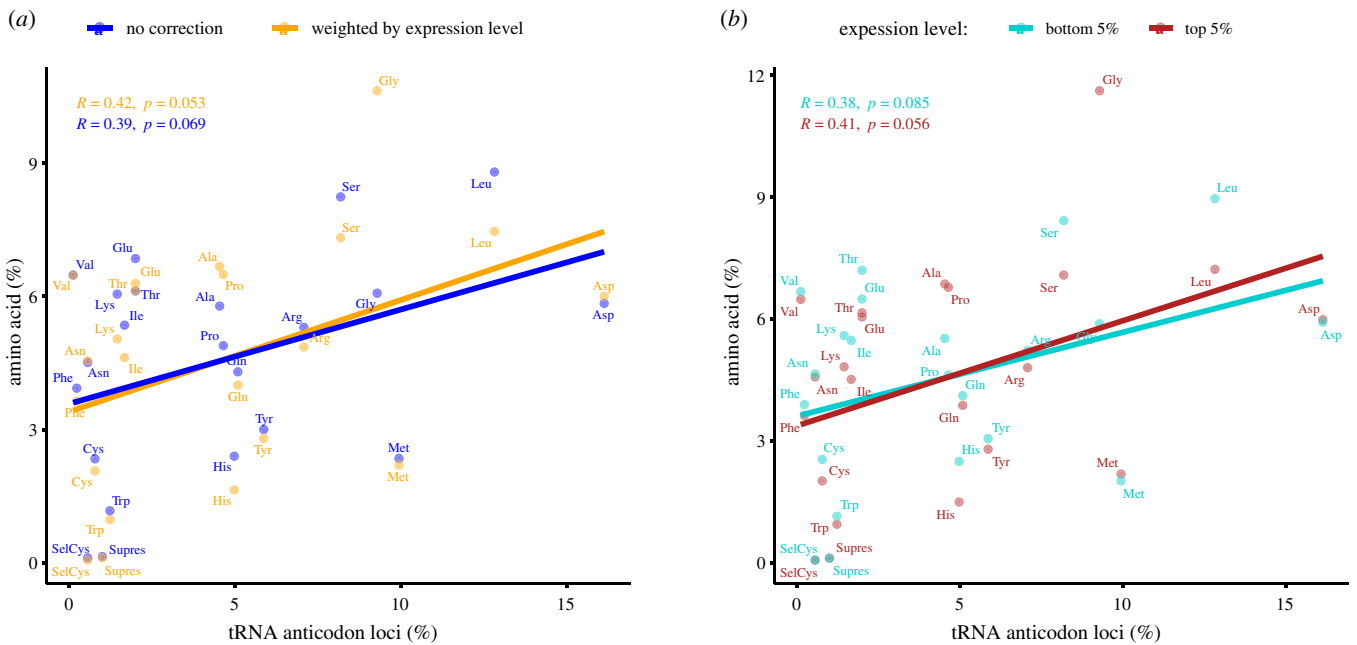 (a)
no correction
weighted by expression level
R = 0.42, p = 0.053
R = 0.39, p = 0.069
Gly
Ser
Leu
Ser
Leu
Glu
Val
Val
Thr
Glu
Thr
Lys
Ile
Ala
Pro
Ala
Gly
Asp
Asp
Lys
Arg
Arg
Pro
Asn
Asn
Ile
Gln
Gln
Phe
Phe
Tyr
Tyr
Cys
Cys
His
His
Met
Met
Trp
Trp
SelCys
SelCys
Supres
Supres
9
6
3
0
0
5
10
15
amino acid (%)
tRNA anticodon loci (%)
(b)
expession level:
bottom 5%
top 5%
R = 0.38, p = 0.085
R = 0.41, p = 0.056
Gly
Leu
Ser
Ser
Leu
Thr
Val
Val
Glu
Thr
Glu
Ala
Pro
Asp
Asp
Lys
Lys
Ile
Ile
Ala
Arg
Arg
Gly
Asn
Asn
Pro
Gln
Gln
Phe
Phe
Tyr
Tyr
Cys
Cys
His
His
Met
Met
Trp
Trp
SelCys
SelCys
Supres
Supres
12
9
6
3
0
0
5
10
15
amino acid (%)
tRNA anticodon loci (%)